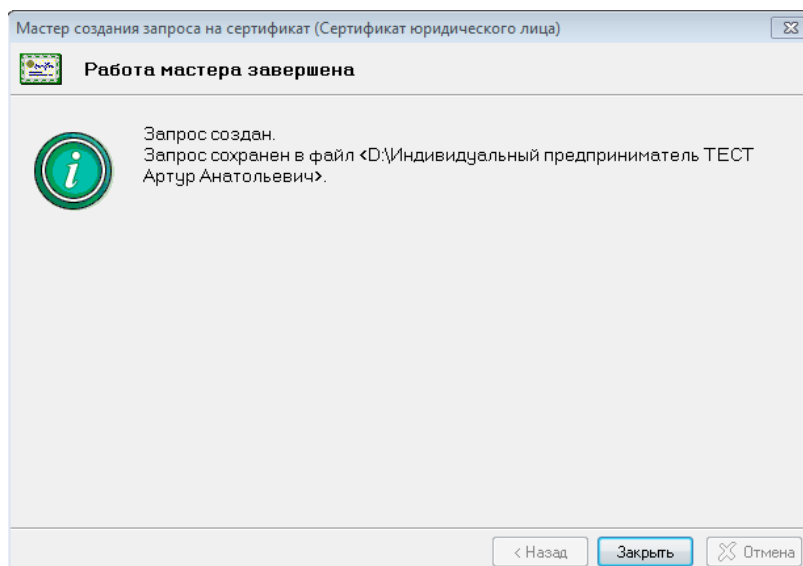 Мастер создания запроса на сертификат (Сертификат юридического лица)
Работа мастера завершена
Запрос создан.
Запрос сохранен в файл <D:\Индивидуальный предприниматель ТЕСТ
Артур Анатольевич>.
< Назад
Закрыть
Отмена